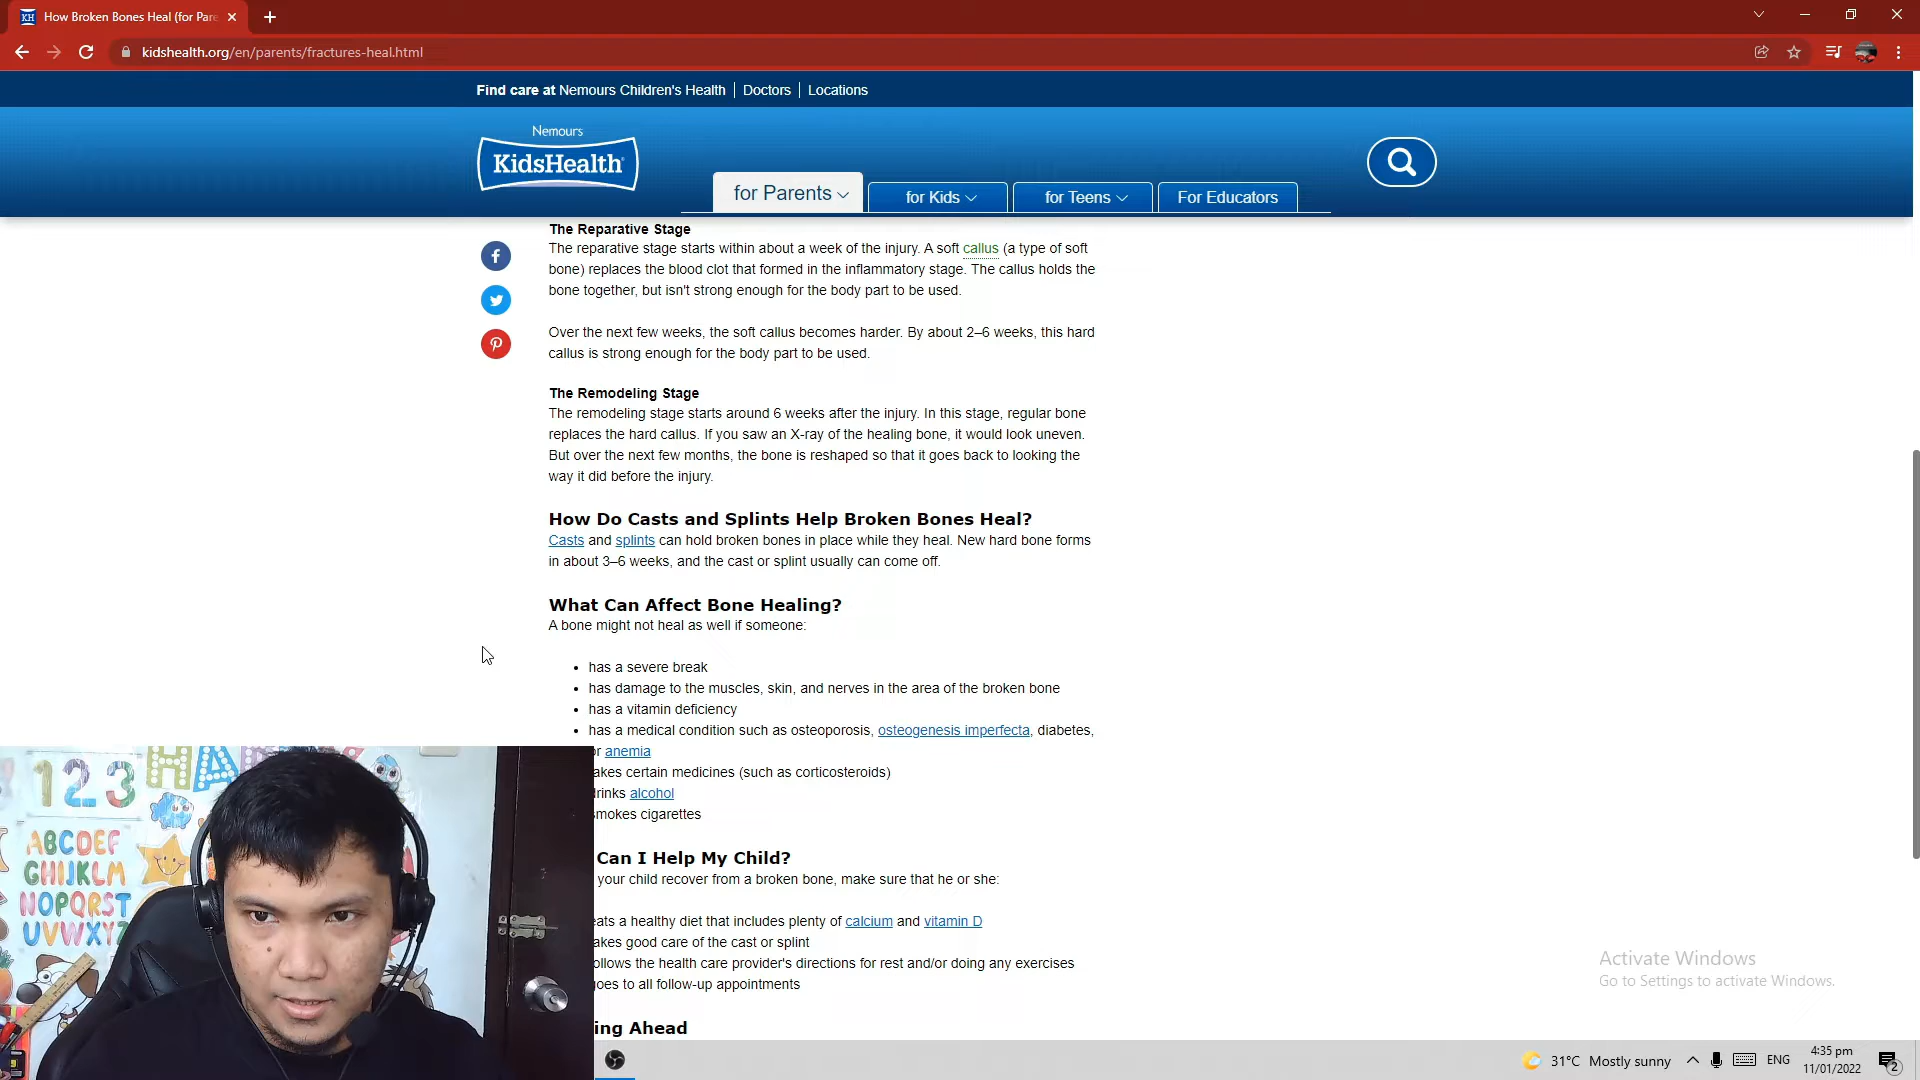 How Broken Bones Heal (for Pare
kidshealth.org/en/parents/fractures-heal.html
Find care at Nemours Children's Health | Doctors | Locations
Nemours
KidsHealth
for Parents
for Kids
for Teens
For Educators
The Reparative Stage
The reparative stage starts within about a week of the injury. A soft callus (a type of soft
bone) replaces the blood clot that formed in the inflammatory stage. The callus holds the
bone together, but isn't strong enough for the body part to be used.
Over the next few weeks, the soft callus becomes harder. By about 2–6 weeks, this hard
callus is strong enough for the body part to be used.
The Remodeling Stage
The remodeling stage starts around 6 weeks after the injury. In this stage, regular bone
replaces the hard callus. If you saw an X-ray of the healing bone, it would look uneven.
But over the next few months, the bone is reshaped so that it goes back to looking the
way it did before the injury.
How Do Casts and Splints Help Broken Bones Heal?
Casts and splints can hold broken bones in place while they heal. New hard bone forms
in about 3–6 weeks, and the cast or splint usually can come off.
What Can Affect Bone Healing?
A bone might not heal as well if someone:
• has a severe break
• has damage to the muscles, skin, and nerves in the area of the broken bone
• has a vitamin deficiency
• has a medical condition such as osteoporosis, osteogenesis imperfecta, diabetes,
or anemia
akes certain medicines (such as corticosteroids)
rinks alcohol
smokes cigarettes
Can I Help My Child?
your child recover from a broken bone, make sure that he or she:
eats a healthy diet that includes plenty of calcium and vitamin D
akes good care of the cast or splint
ollows the health care provider's directions for rest and/or doing any exercises
goes to all follow-up appointments
ing Ahead
123
HA
ABCDEF
GHIJKLM
NOPQRST
UVWXYZ
Activate Windows
Go to Settings to activate Windows.
31°C Mostly sunny
ENG
4:35 pm
11/01/2022
2